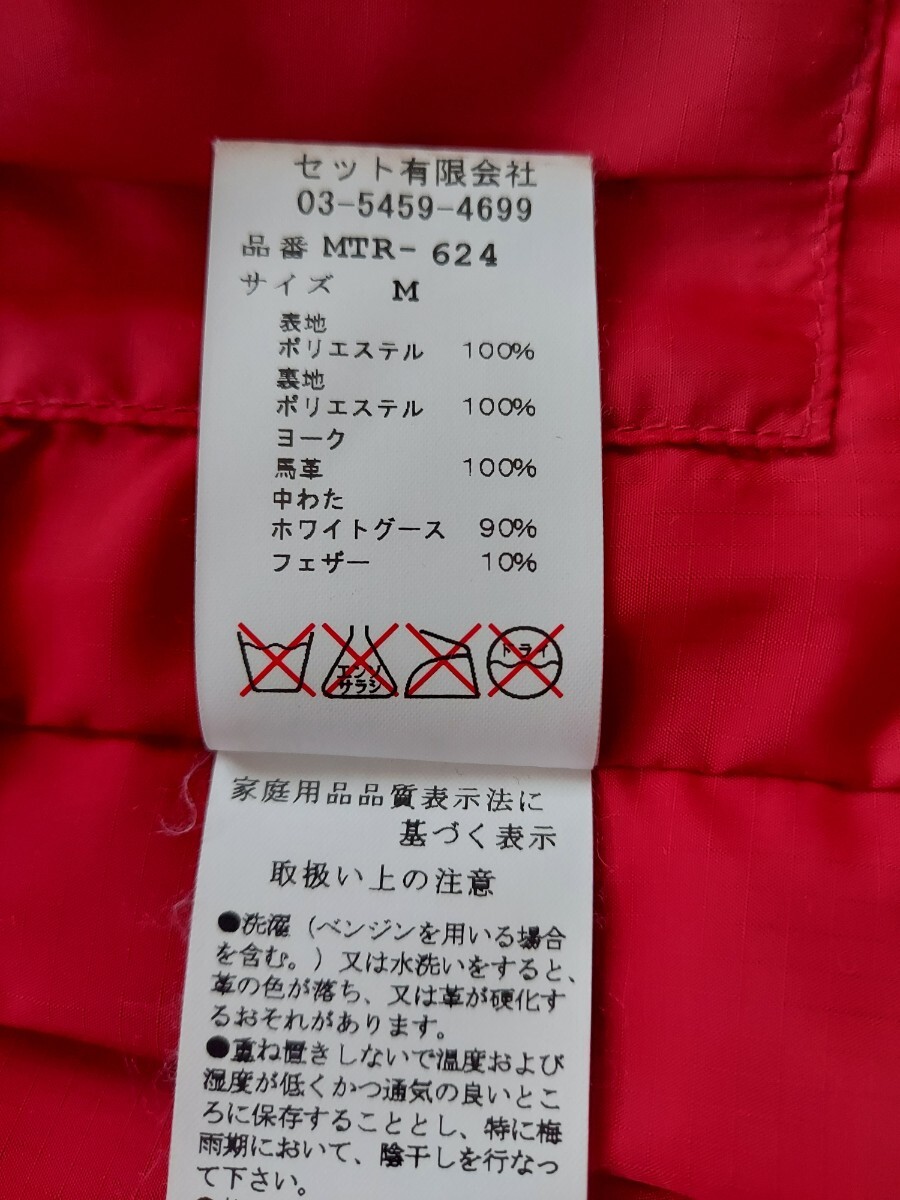 セット有限会社
03-5459-4699
品番 MTR- 624
サイズ M
表地
ポリエステル 100%
裏地
ポリエステル 100%
ヨーク
馬革 100%
中わた
ホワイトグース 90%
フェザー 10%
エンソ
サラシ
ドライ
家庭用品品質表示法に
基づく表示
取扱い上の注意
●洗濯(ベンジンを用いる場合
を含む。)又は水洗いをすると、
革の色が落ち、又は革が硬化す
るおそれがあります。
●重ね置きしないで温度および
湿度が低くかつ通気の良いとこ
ろに保存することとし、特に梅
雨期において、陰干しを行なっ
て下さい。